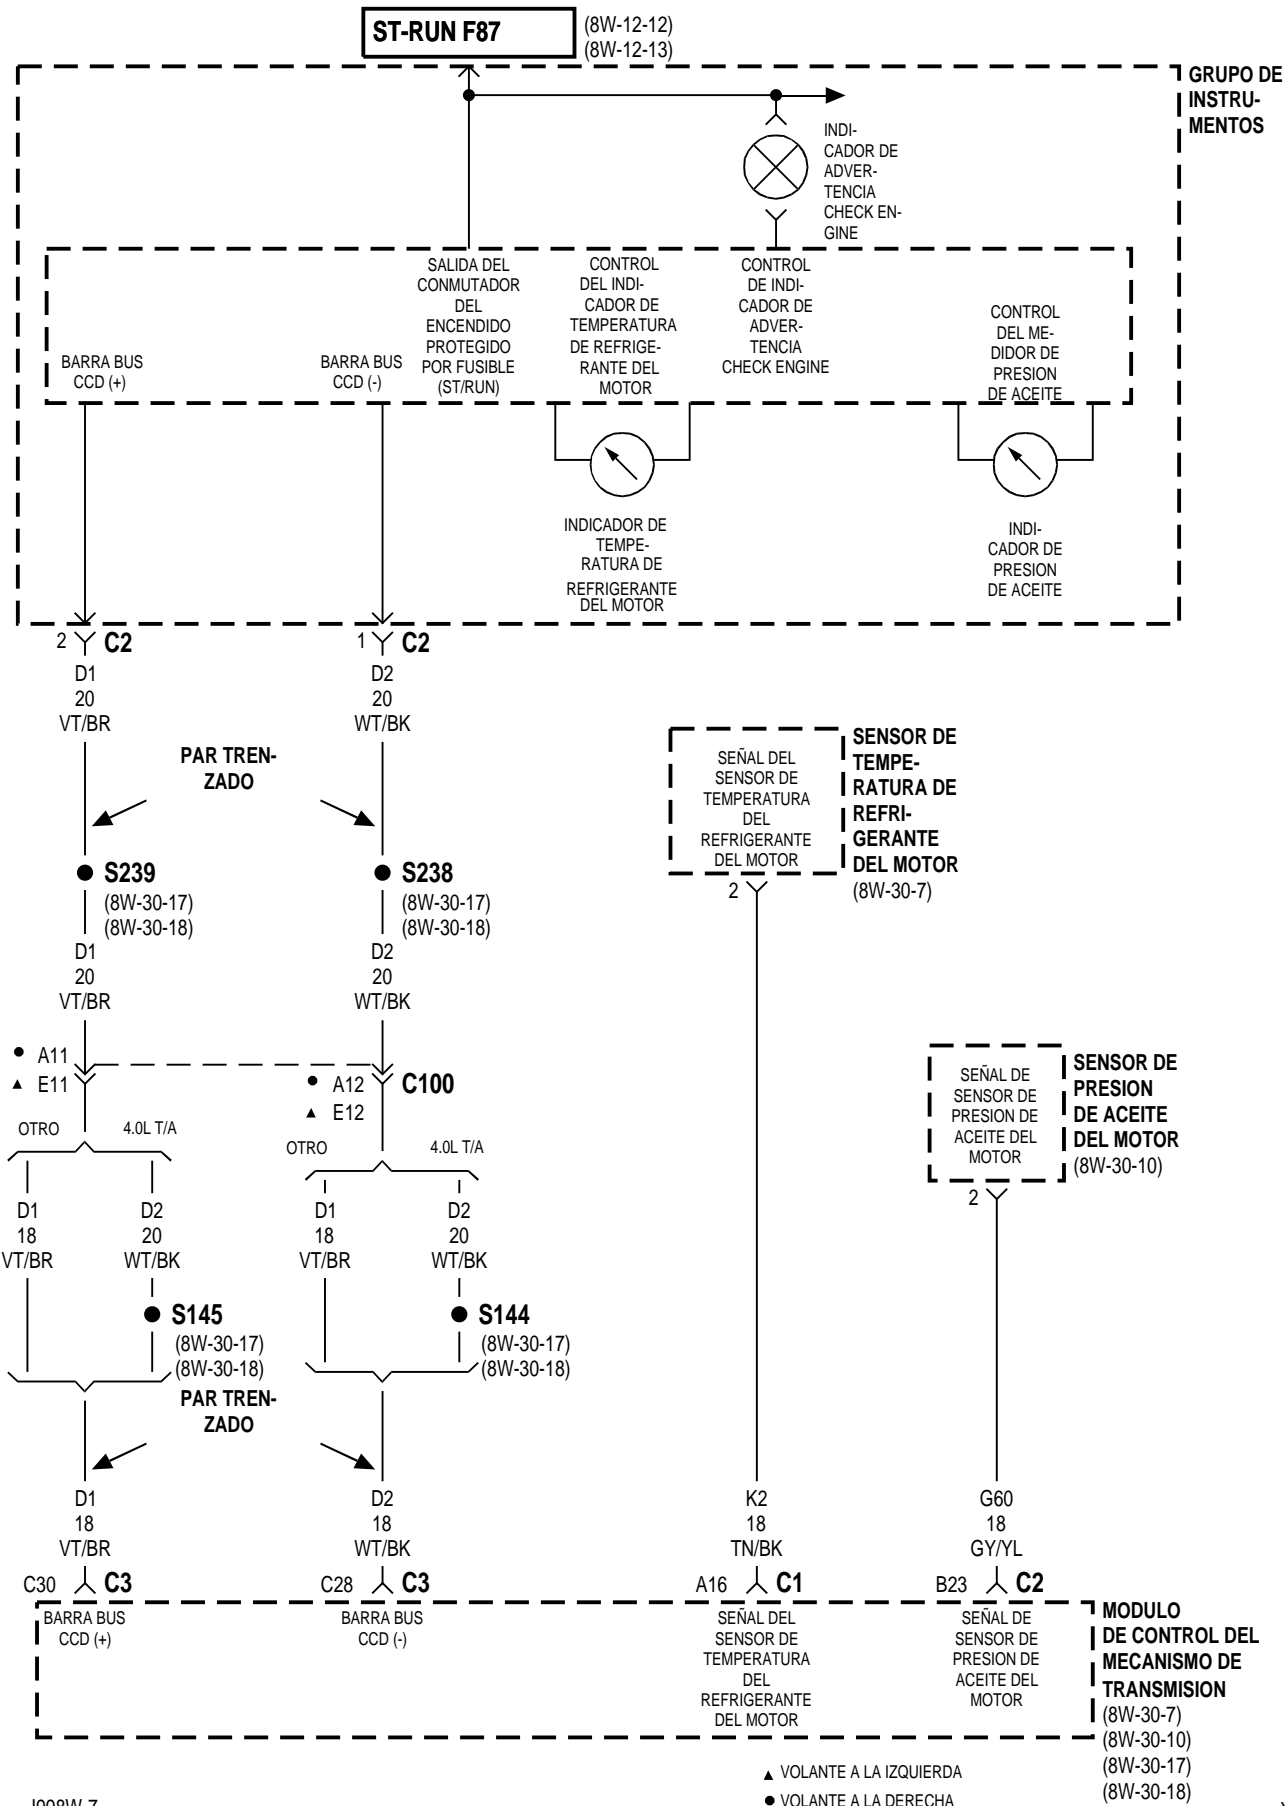 ST-RUN F87
(8W-12-12)
(8W-12-13)
GRUPO DE
INSTRU-
MENTOS
INDI-
CADOR DE
ADVER-
TENCIA
CHECK EN-
GINE
BARRA BUS
CCD (+)
BARRA BUS
CCD (-)
SALIDA DEL
CONMUTADOR
DEL
ENCENDIDO
PROTEGIDO
POR FUSIBLE
(ST/RUN)
CONTROL
DEL INDI-
CADOR DE
TEMPERATURA
DE REFRIGE-
RANTE DEL
MOTOR
CONTROL
DE INDI-
CADOR DE
ADVER-
TENCIA
CHECK ENGINE
CONTROL
DEL ME-
DIDOR DE
PRESION
DE ACEITE
INDICADOR DE
TEMPE-
RATURA DE
REFRIGERANTE
DEL MOTOR
INDI-
CADOR DE
PRESION
DE ACEITE
2 C2
1 C2
D1
20
VT/BR
D2
20
WT/BK
PAR TREN-
ZADO
S239
(8W-30-17)
(8W-30-18)
S238
(8W-30-17)
(8W-30-18)
D1
20
VT/BR
D2
20
WT/BK
SEÑAL DEL
SENSOR DE
TEMPERATURA
DEL
REFRIGERANTE
DEL MOTOR
2
SENSOR DE
TEMPE-
RATURA DE
REFRI-
GERANTE
DEL MOTOR
(8W-30-7)
● A11
▲ E11
● A12
▲ E12
C100
OTRO
4.0L T/A
OTRO
4.0L T/A
D1
18
VT/BR
D2
20
WT/BK
D1
18
VT/BR
D2
20
WT/BK
S145
(8W-30-17)
(8W-30-18)
S144
(8W-30-17)
(8W-30-18)
SEÑAL DE
SENSOR DE
PRESION DE
ACEITE DEL
MOTOR
2
SENSOR DE
PRESION
DE ACEITE
DEL MOTOR
(8W-30-10)
PAR TREN-
ZADO
D1
18
VT/BR
D2
18
WT/BK
K2
18
TN/BK
G60
18
GY/YL
C30 C3
C28 C3
A16 C1
B23 C2
BARRA BUS
CCD (+)
BARRA BUS
CCD (-)
SEÑAL DEL
SENSOR DE
TEMPERATURA
DEL
REFRIGERANTE
DEL MOTOR
SEÑAL DE
SENSOR DE
PRESION DE
ACEITE DEL
MOTOR
MODULO
DE CONTROL DEL
MECANISMO DE
TRANSMISION
(8W-30-7)
(8W-30-10)
(8W-30-17)
(8W-30-18)
▲ VOLANTE A LA IZQUIERDA
● VOLANTE A LA DERECHA